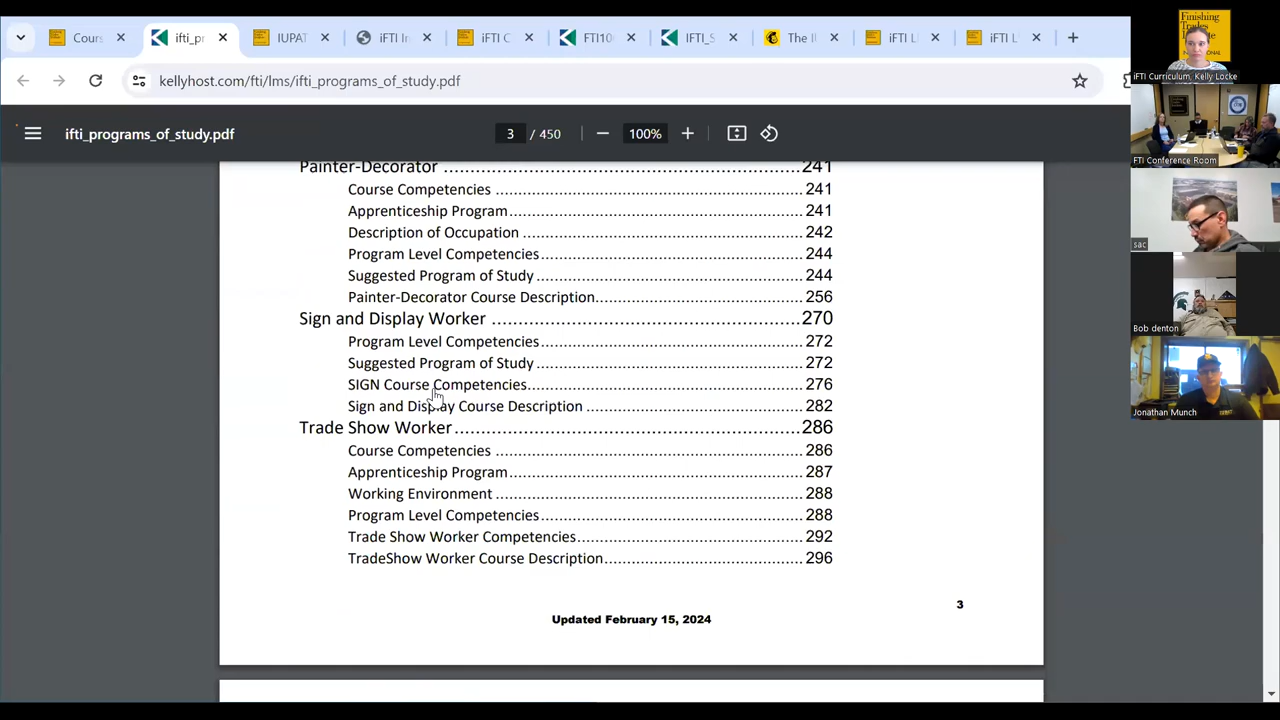 Cours
ifti_pr
IUPAT
iFTI I
FTI10
IFTI_S
The I
iFTI L
iFTI L
kellyhost.com/fti/lms/ifti_programs_of_study.pdf
ifti_programs_of_study.pdf
3 / 450
100%
Painter-Decorator 241
Course Competencies 241
Apprenticeship Program 241
Description of Occupation 242
Program Level Competencies 244
Suggested Program of Study 244
Painter-Decorator Course Description 256
Sign and Display Worker 270
Program Level Competencies 272
Suggested Program of Study 272
SIGN Course Competencies 276
Sign and Display Course Description 282
Trade Show Worker 286
Course Competencies 286
Apprenticeship Program 287
Working Environment 288
Program Level Competencies 288
Trade Show Worker Competencies 292
TradeShow Worker Course Description 296
3
Updated February 15, 2024
Finishing
Trades
iFTI Curriculum, Kelly Locke
FTI Conference Room
sac
Bob denton
Jonathan Munch